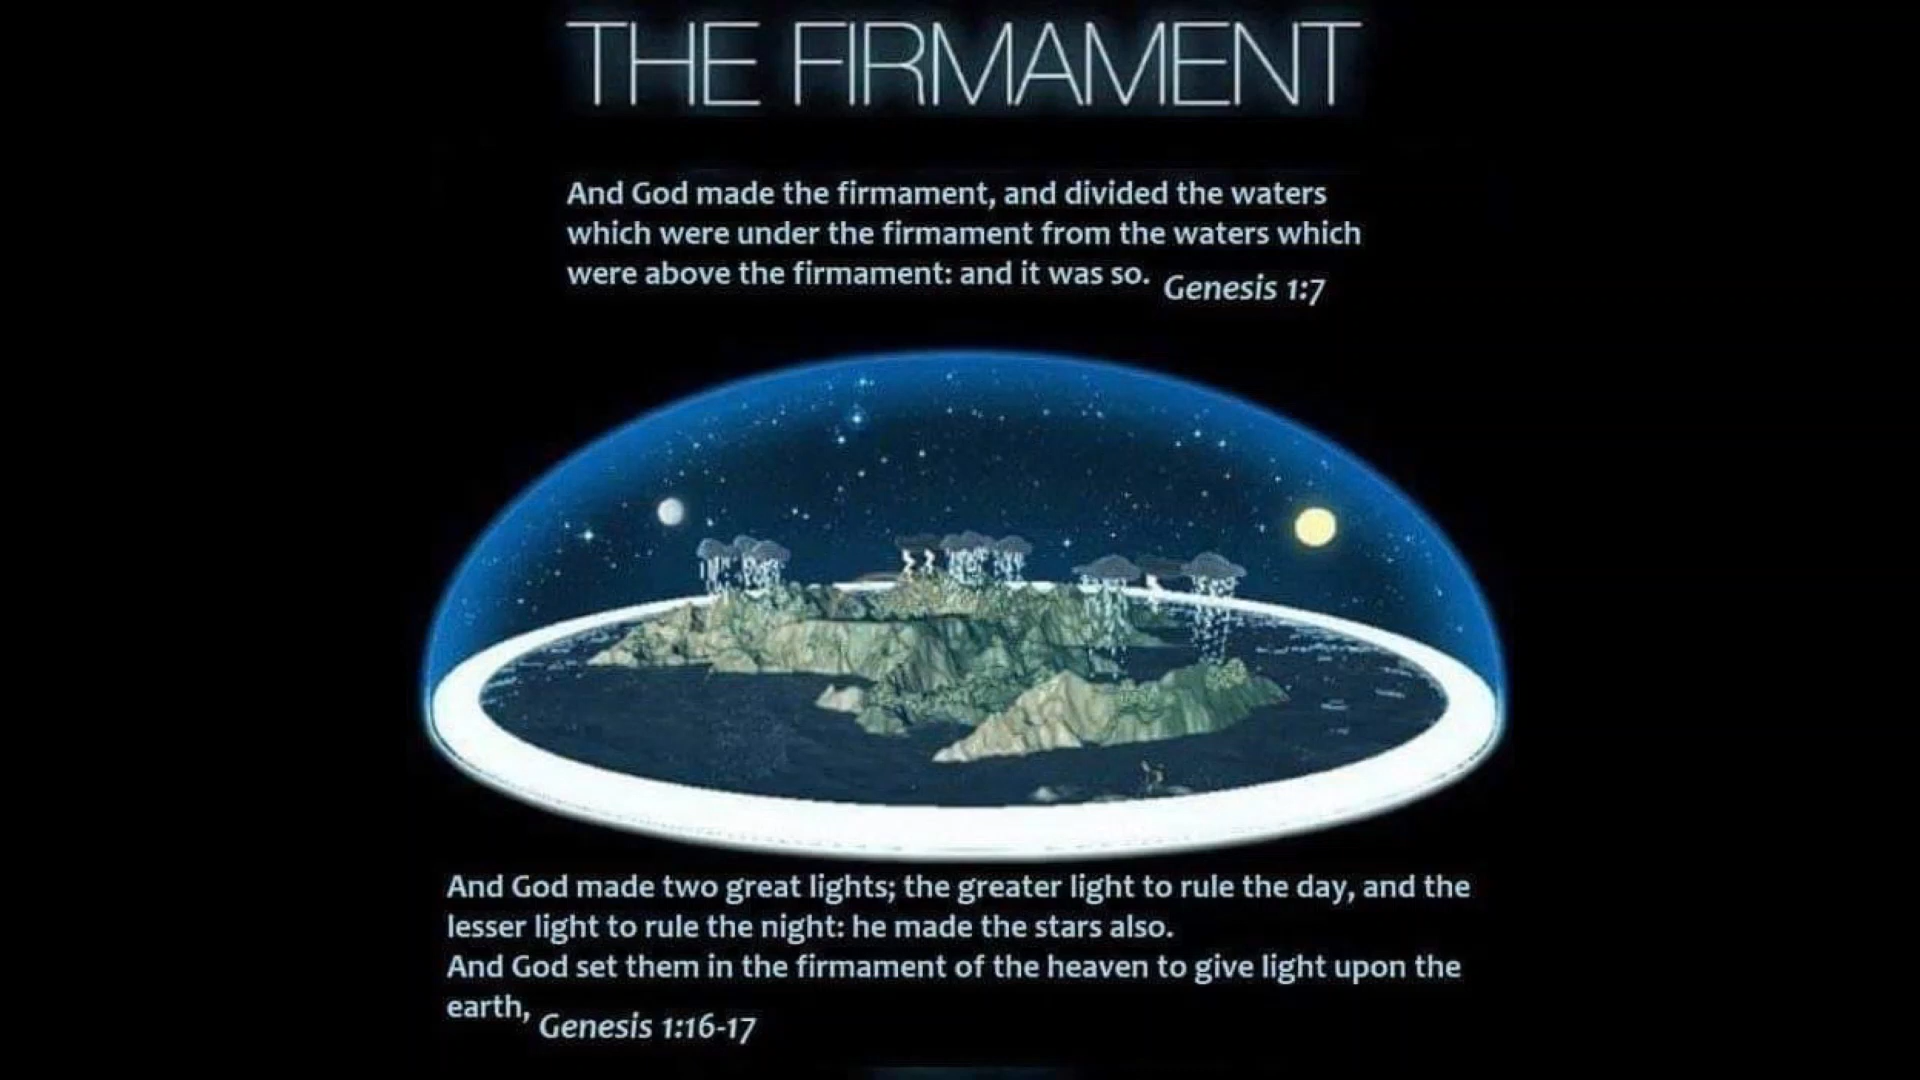 THE FIRMAMENT
And God made the firmament, and divided the waters
which were under the firmament from the waters which
were above the firmament: and it was so. Genesis 1:7
And God made two great lights; the greater light to rule the day, and the
lesser light to rule the night: he made the stars also.
And God set them in the firmament of the heaven to give light upon the
earth, Genesis 1:16-17